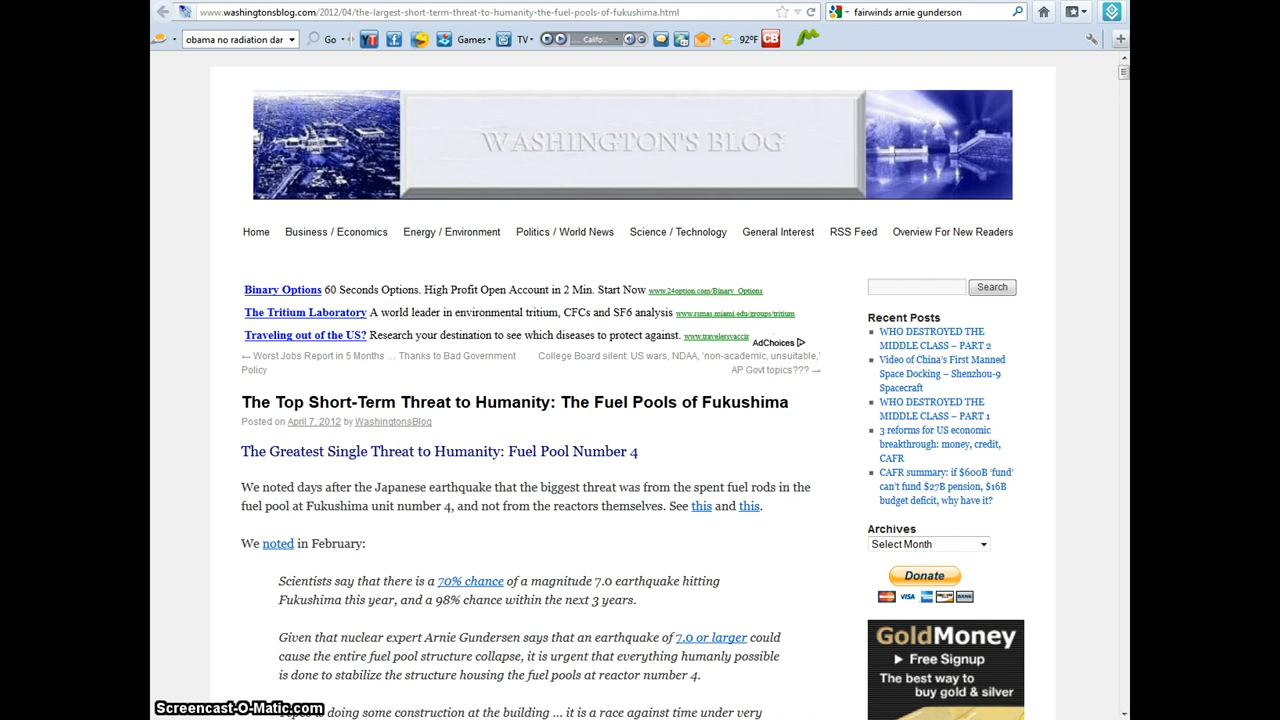 www.washingtonsblog.com/2012/04/the-largest-short-term-threat-to-humanity-the-fuel-pools-of-fukushima.html
fairwinds arnie gunderson
obama no radiation dar
Go
Games
TV
Califo...
92°F
CB
WASHINGTON'S BLOG
Home
Business / Economics
Energy / Environment
Politics / World News
Science / Technology
General Interest
RSS Feed
Overview For New Readers
Binary Options 60 Seconds Options. High Profit Open Account in 2 Min. Start Now www.24option.com/Binary_Options
The Tritium Laboratory A world leader in environmental tritium, CFCs and SF6 analysis www.rsmas.miami.edu/groups/tritium
Traveling out of the US? Research your destination to see which diseases to protect against. www.travelersvaccir
AdChoices
← Worst Jobs Report in 5 Months … Thanks to Bad Government
Policy
College Board silent: US wars, NDAA, 'non-academic, unsuitable,'
AP Govt topics??? →
The Top Short-Term Threat to Humanity: The Fuel Pools of Fukushima
Posted on April 7, 2012 by WashingtonsBlog
The Greatest Single Threat to Humanity: Fuel Pool Number 4
We noted days after the Japanese earthquake that the biggest threat was from the spent fuel rods in the
fuel pool at Fukushima unit number 4, and not from the reactors themselves. See this and this.
We noted in February:
Scientists say that there is a 70% chance of a magnitude 7.0 earthquake hitting
Fukushima this year, and a 98% chance within the next 3 years.
Given that nuclear expert Arnie Gundersen says that an earthquake of 7.0 or larger could
cause the entire fuel pool structure collapse, it is urgent that everything humanly possible
is done to stabilize the structure housing the fuel pools at reactor number 4.
doing some construction at the building … it is a race against time under very
Search
Recent Posts
WHO DESTROYED THE
MIDDLE CLASS – PART 2
Video of China's First Manned
Space Docking – Shenzhou-9
Spacecraft
WHO DESTROYED THE
MIDDLE CLASS – PART 1
3 reforms for US economic
breakthrough: money, credit,
CAFR
CAFR summary: if $600B 'fund'
can't fund $27B pension, $16B
budget deficit, why have it?
Archives
Select Month
Donate
VISA
BANK
GoldMoney
Free Signup
The best way to
buy gold & silver
Screencast-O-Matic.com